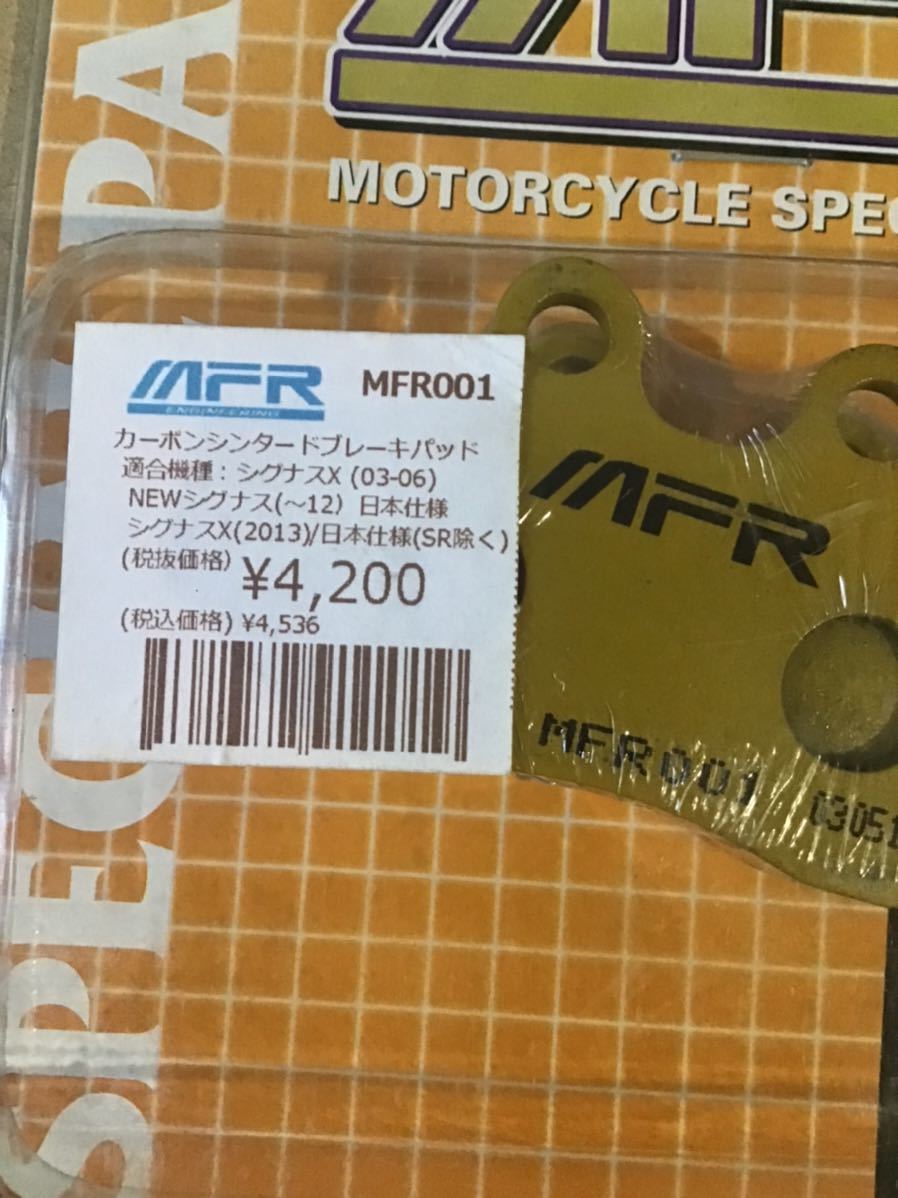 MOTORCYCLE SPEC
MFR MFR001
ENGINEERING
カーボンシンタードブレーキパッド
適合機種：シグナスX (03-06)
NEWシグナス(～12) 日本仕様
シグナスX(2013)/日本仕様(SR除く)
(税抜価格) ¥4,200
(税込価格) ¥4,536
MFR
MFR001
03051